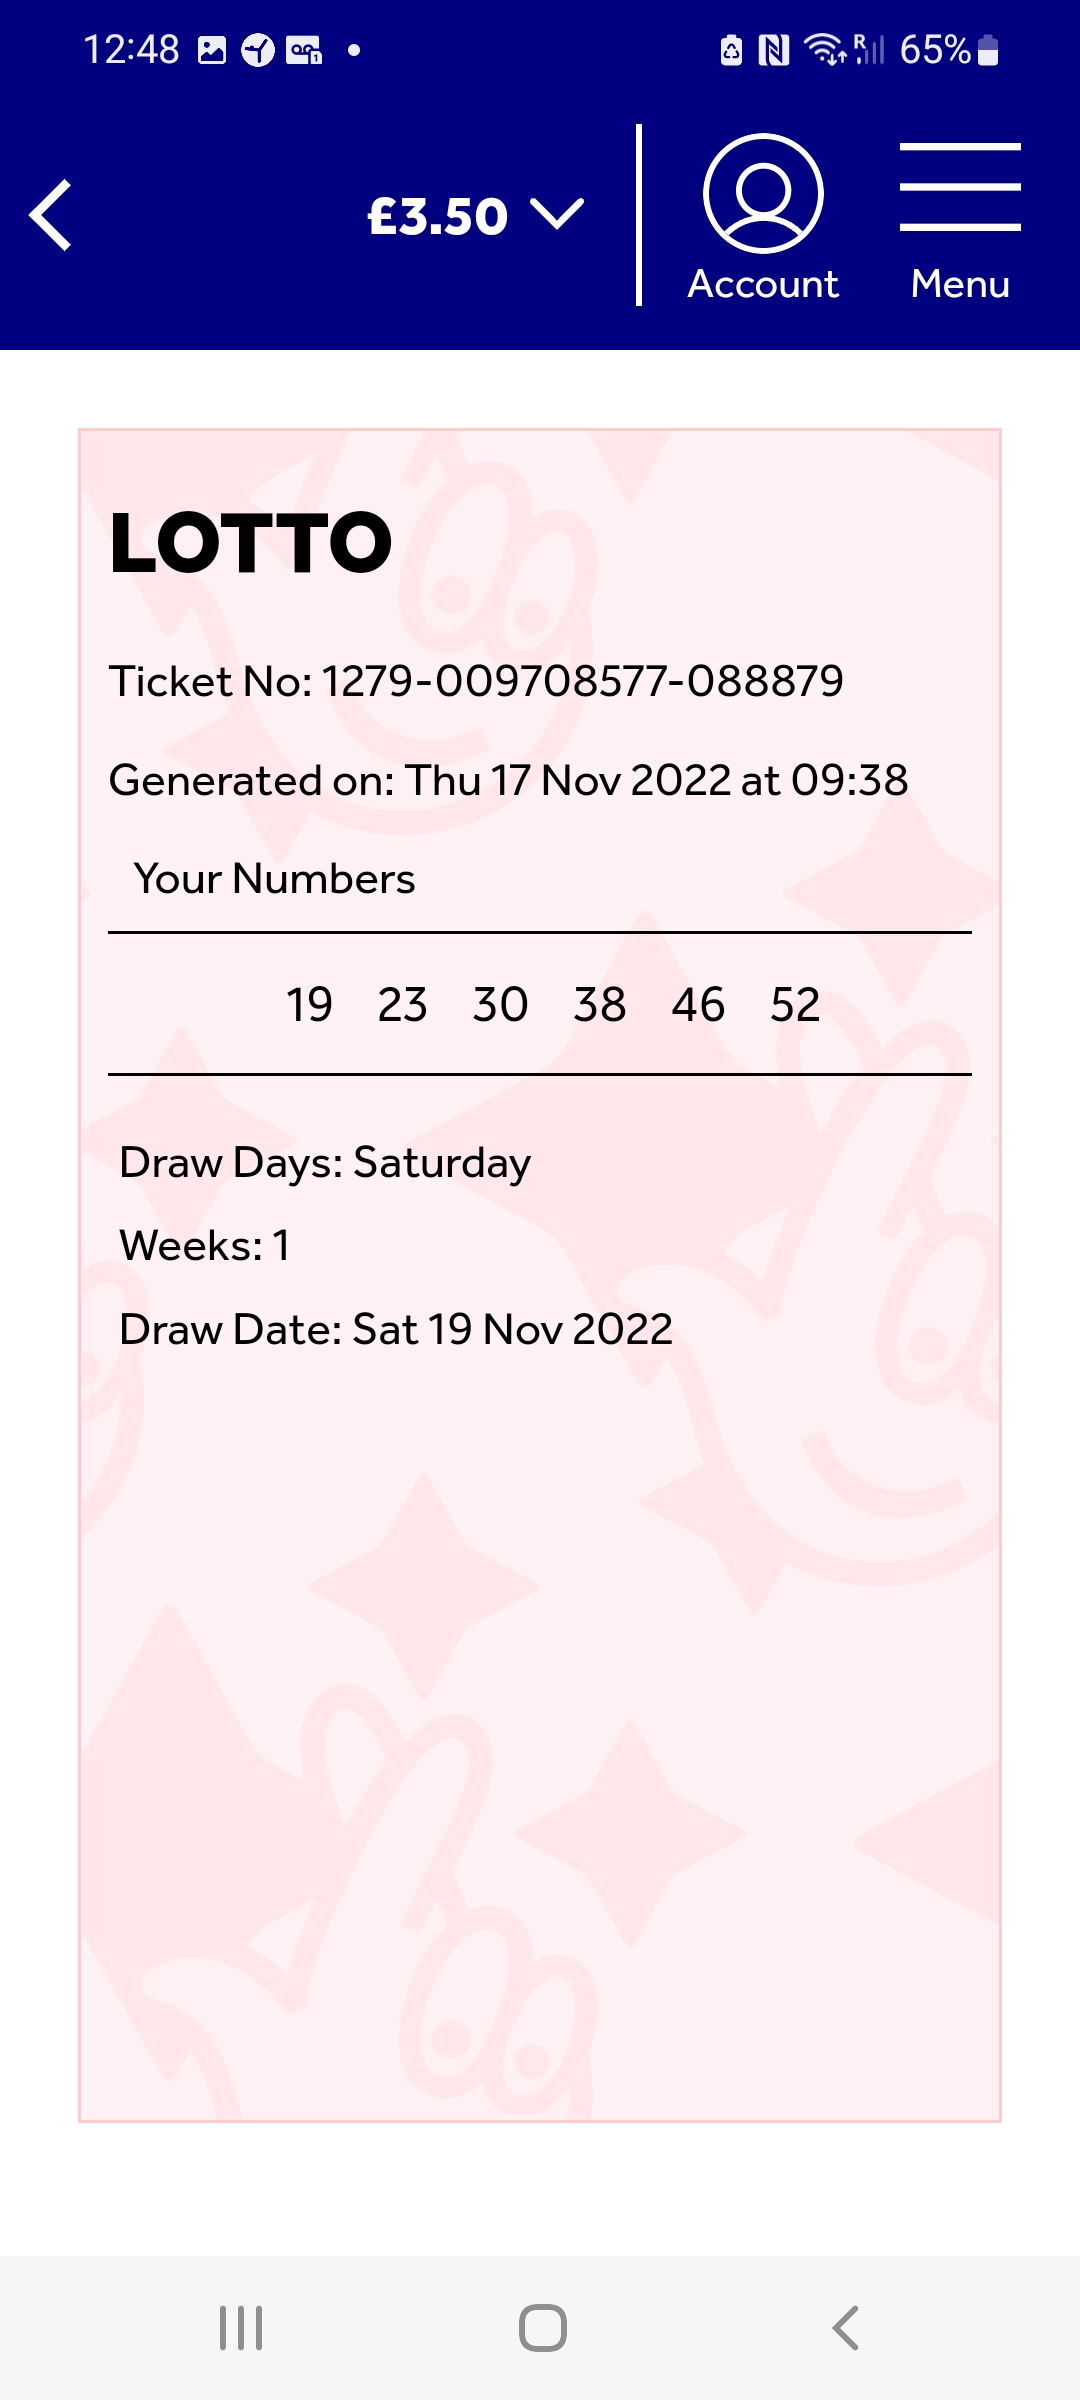 12:48
65%
£3.50
Account
Menu
LOTTO
Ticket No: 1279-009708577-088879
Generated on: Thu 17 Nov 2022 at 09:38
Your Numbers
19 23 30 38 46 52
Draw Days: Saturday
Weeks: 1
Draw Date: Sat 19 Nov 2022